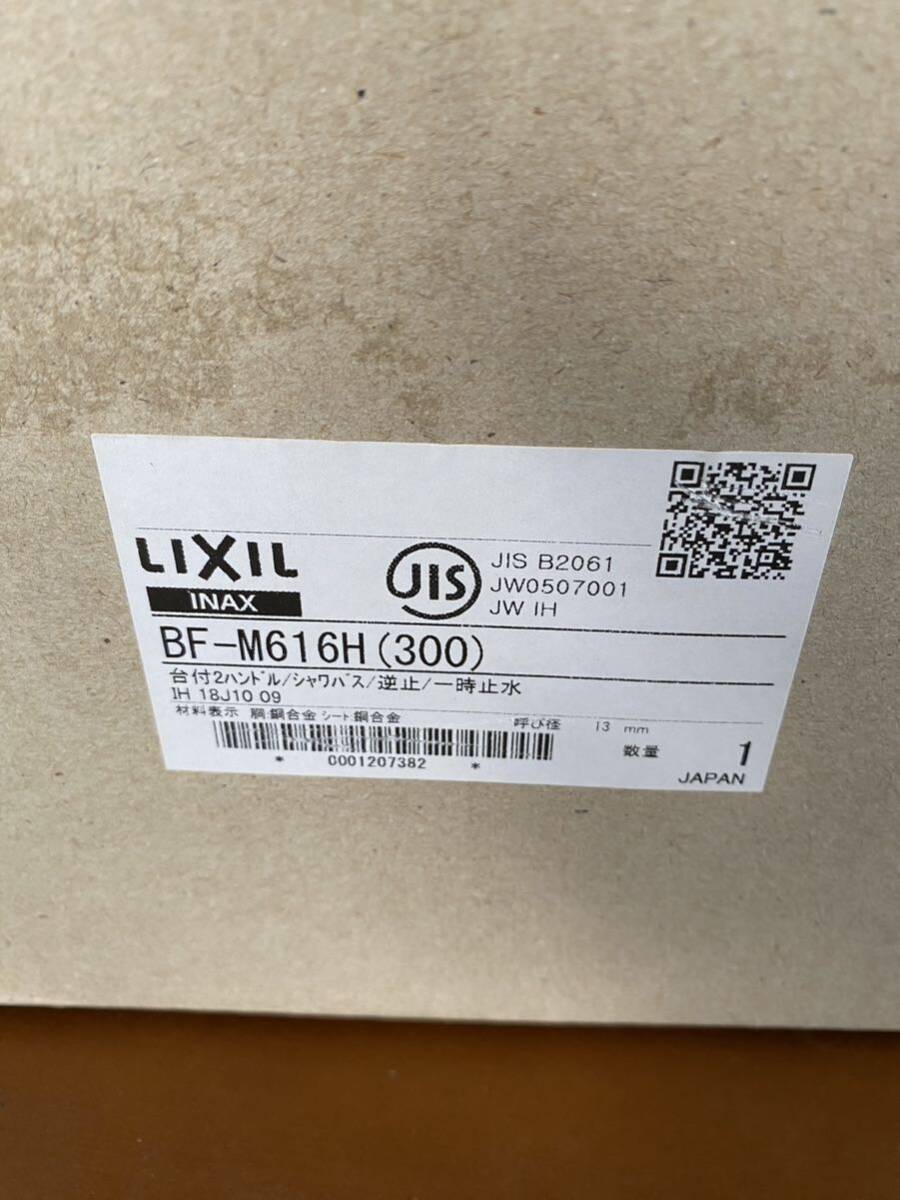 LIXIL
INAX
JIS
JIS B2061
JW0507001
JW IH
BF-M616H(300)
台付2ハンドル/シャワバス/逆止/一時止水
IH 18J10 09
材料表示 胴:銅合金 シート:銅合金 呼び径 13 mm
数量 1
* 0001207382 *
JAPAN